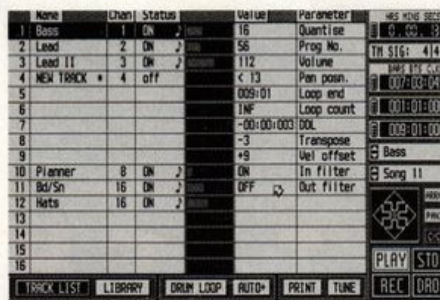 Name Chan Status Value Parameter
1 Bass 1 ON 16 Quantise
2 Lead 2 ON 56 Prog No.
3 Lead II 3 ON 112 Volume
4 NEW TRACK * 4 off < 13 Pan posn.
5 009:01 Loop end
6 INF Loop count
7 -00:00:003 DDL
8 -3 Transpose
9 +9 Vel offset
10 Planner 8 ON ON In filter
11 Bd/Sn 16 ON OFF Out filter
12 Hats 16 ON
13
14
15
16
TRACK LIST LIBRARY DRUM LOOP AUTO+ PRINT TUNE
HRS MINS
TM SIG: 4
BARS
007:03:
001:01:00
009:01:00
Bass
Song 11
PLAY
REC